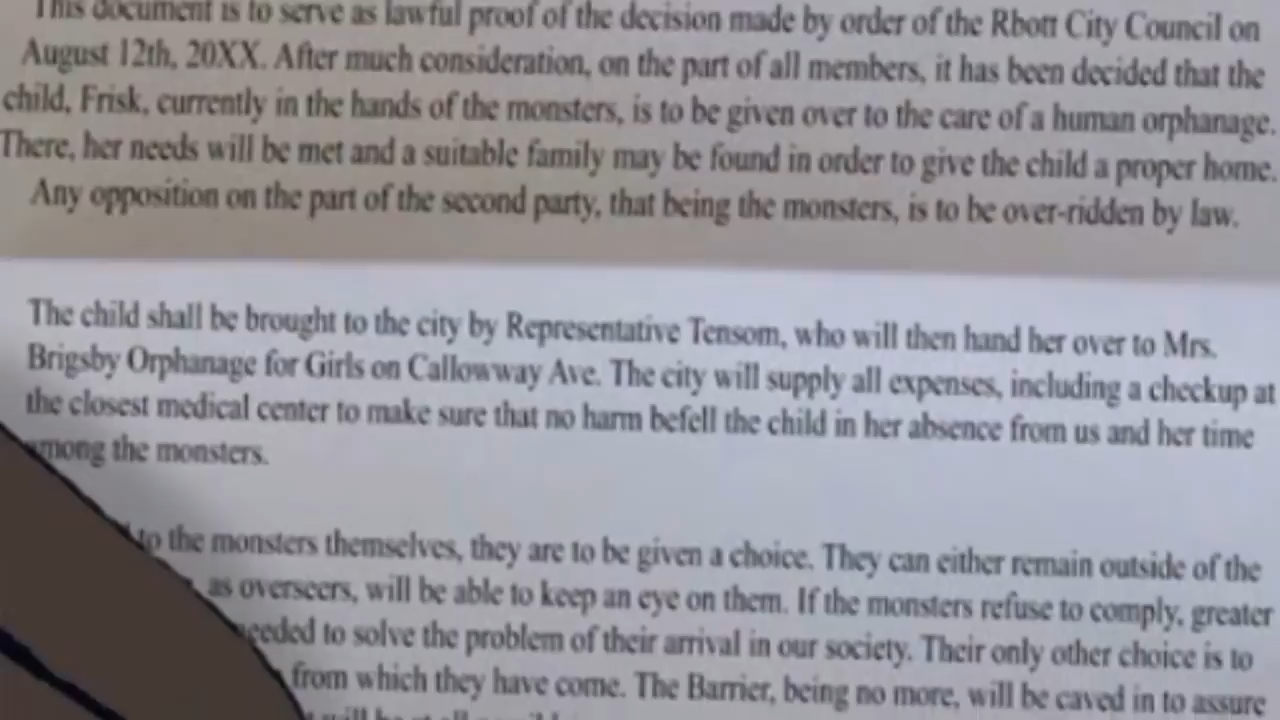 This document is to serve as lawful proof of the decision made by order of the Rbott City Council on
August 12th, 20XX. After much consideration, on the part of all members, it has been decided that the
child, Frisk, currently in the hands of the monsters, is to be given over to the care of a human orphanage.
There, her needs will be met and a suitable family may be found in order to give the child a proper home.
Any opposition on the part of the second party, that being the monsters, is to be over-ridden by law.
The child shall be brought to the city by Representative Tensom, who will then hand her over to Mrs.
Brigsby Orphanage for Girls on Callowway Ave. The city will supply all expenses, including a checkup at
the closest medical center to make sure that no harm befell the child in her absence from us and her time
among the monsters.
to the monsters themselves, they are to be given a choice. They can either remain outside of the
as overseers, will be able to keep an eye on them. If the monsters refuse to comply, greater
needed to solve the problem of their arrival in our society. Their only other choice is to
from which they have come. The Barrier, being no more, will be caved in to assure
will be